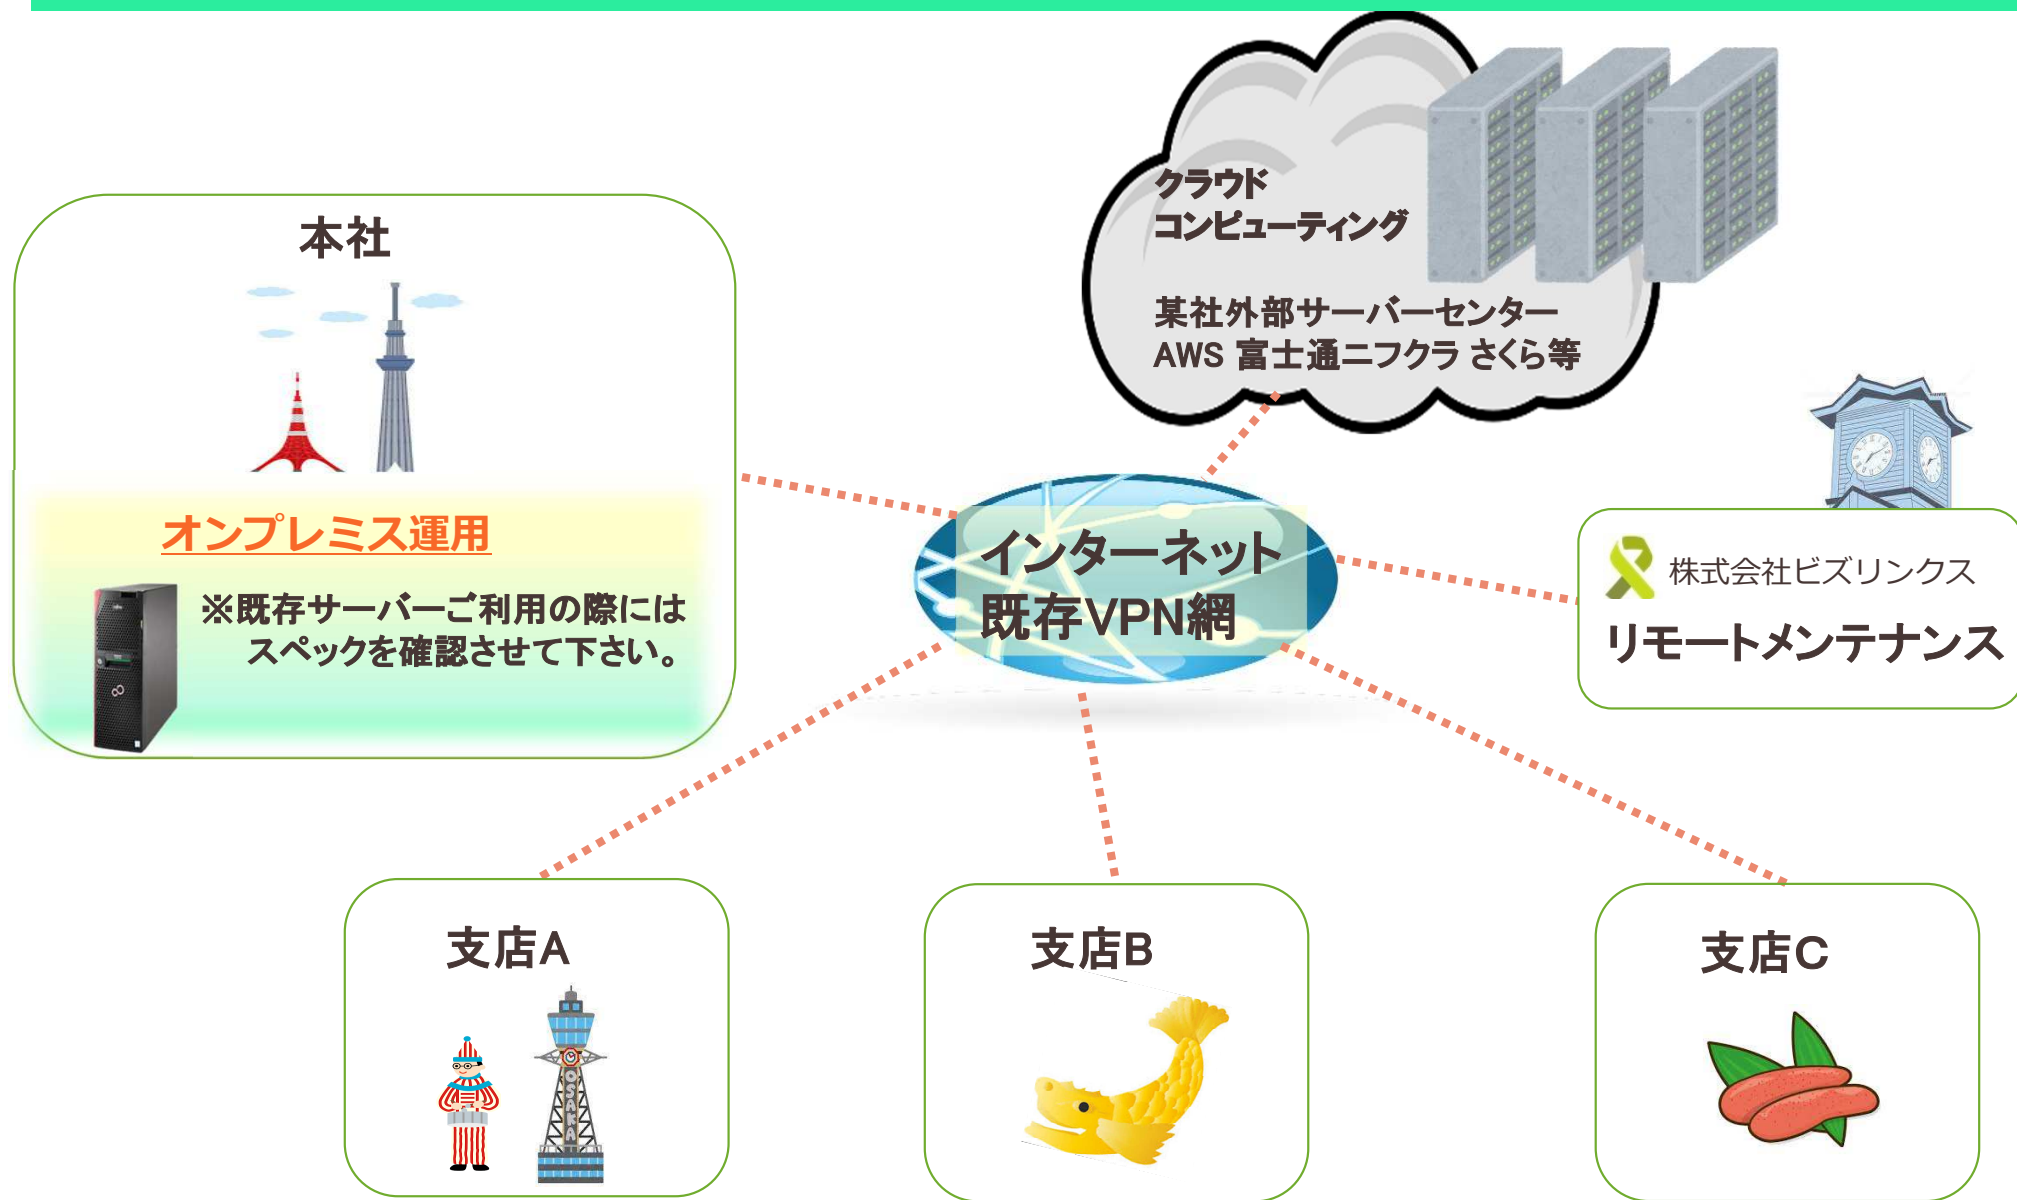 クラウド
コンピューティング
某社外部サーバーセンター
AWS 富士通ニフクラ さくら等
本社
オンプレミス運用
※既存サーバーご利用の際には
スペックを確認させて下さい。
インターネット
既存VPN網
株式会社ビズリンクス
リモートメンテナンス
支店A
OSAKA
支店B
支店C